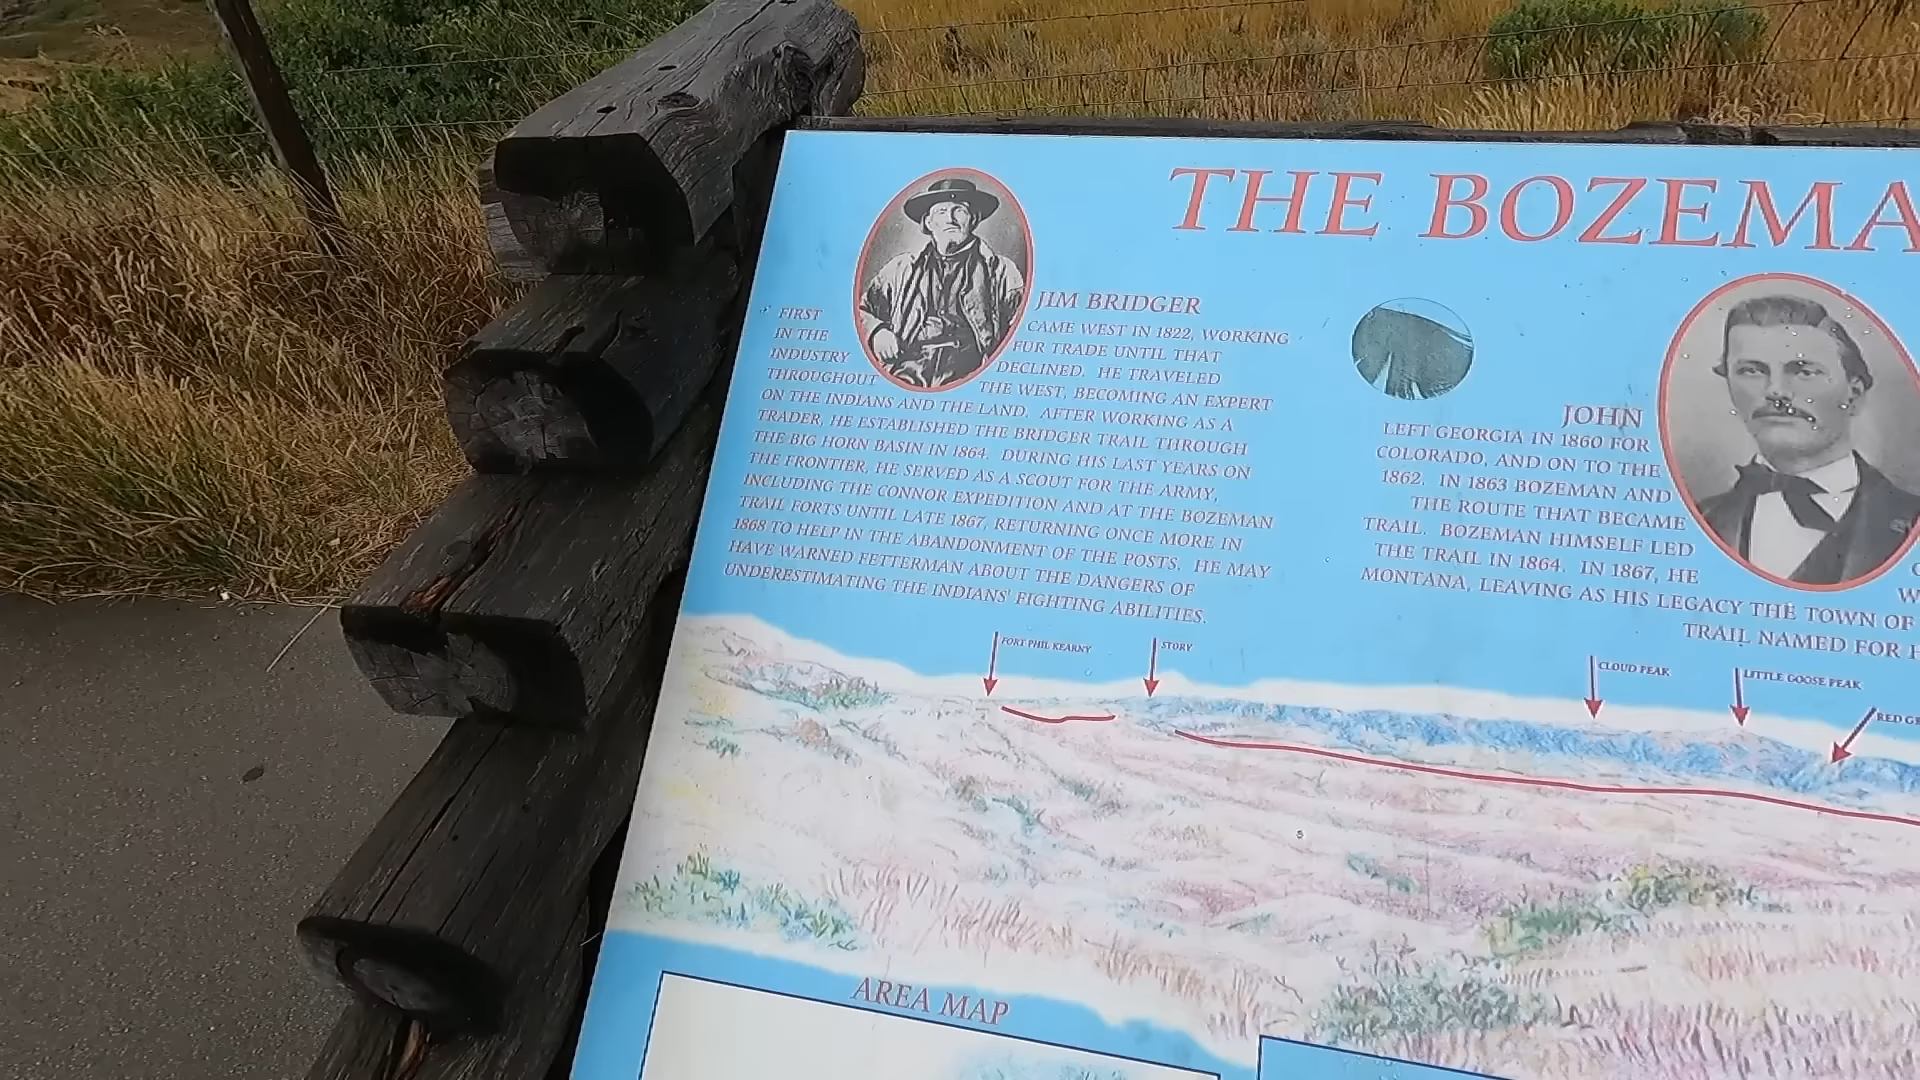 THE BOZEMA
JIM BRIDGER
FIRST CAME WEST IN 1822, WORKING
IN THE FUR TRADE UNTIL THAT
INDUSTRY DECLINED. HE TRAVELED
THROUGHOUT THE WEST, BECOMING AN EXPERT
ON THE INDIANS AND THE LAND. AFTER WORKING AS A
TRADER, HE ESTABLISHED THE BRIDGER TRAIL THROUGH
THE BIG HORN BASIN IN 1864. DURING HIS LAST YEARS ON
THE FRONTIER, HE SERVED AS A SCOUT FOR THE ARMY,
INCLUDING THE CONNOR EXPEDITION AND AT THE BOZEMAN
TRAIL FORTS UNTIL LATE 1867, RETURNING ONCE MORE IN
1868 TO HELP IN THE ABANDONMENT OF THE POSTS. HE MAY
HAVE WARNED FETTERMAN ABOUT THE DANGERS OF
UNDERESTIMATING THE INDIANS' FIGHTING ABILITIES.
JOHN
LEFT GEORGIA IN 1860 FOR
COLORADO, AND ON TO THE
1862. IN 1863 BOZEMAN AND
THE ROUTE THAT BECAME
TRAIL. BOZEMAN HIMSELF LED
THE TRAIL IN 1864. IN 1867, HE
MONTANA, LEAVING AS HIS LEGACY THE TOWN OF
TRAIL NAMED FOR H
FORT PHIL KEARNY
STORY
CLOUD PEAK
LITTLE GOOSE PEAK
RED G
AREA MAP